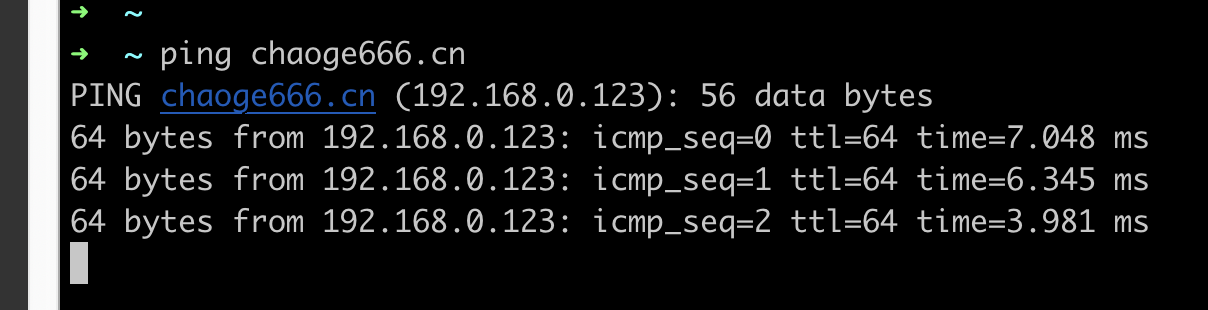 ➜  ~
➜  ~ ping chaoge666.cn
PING chaoge666.cn (192.168.0.123): 56 data bytes
64 bytes from 192.168.0.123: icmp_seq=0 ttl=64 time=7.048 ms
64 bytes from 192.168.0.123: icmp_seq=1 ttl=64 time=6.345 ms
64 bytes from 192.168.0.123: icmp_seq=2 ttl=64 time=3.981 ms